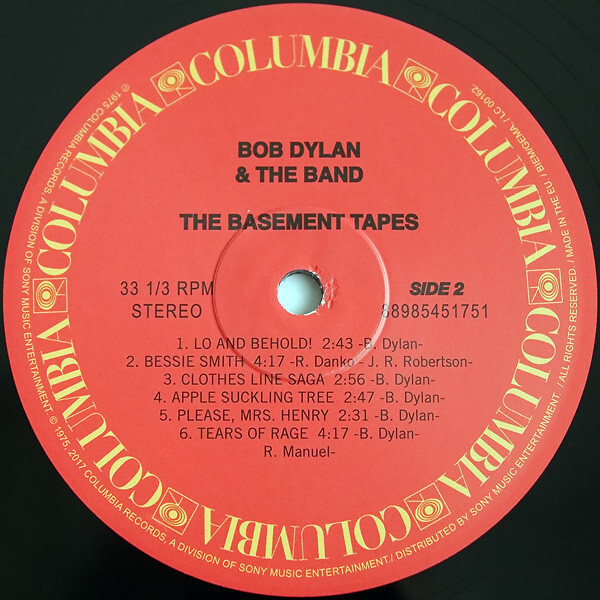 COLUMBIA
COLUMBIA
COLUMBIA
COLUMBIA
COLUMBIA
COLUMBIA
COLUMBIA
BOB DYLAN
& THE BAND
THE BASEMENT TAPES
33 1/3 RPM
STEREO
SIDE 2
88985451751
1. LO AND BEHOLD! 2:43 -B. Dylan-
2. BESSIE SMITH 4:17 -R. Danko - J. R. Robertson-
3. CLOTHES LINE SAGA 2:56 -B. Dylan-
4. APPLE SUCKLING TREE 2:47 -B. Dylan-
5. PLEASE, MRS. HENRY 2:31 -B. Dylan-
6. TEARS OF RAGE 4:17 -B. Dylan-
R. Manuel-
℗ 1975 COLUMBIA RECORDS, A DIVISION OF SONY MUSIC ENTERTAINMENT. © 1975, 2017 COLUMBIA RECORDS, A DIVISION OF SONY MUSIC ENTERTAINMENT./ DISTRIBUTED BY SONY MUSIC ENTERTAINMENT. / ALL RIGHTS RESERVED. / MADE IN THE EU / BIEM/GEMA / LC 00162